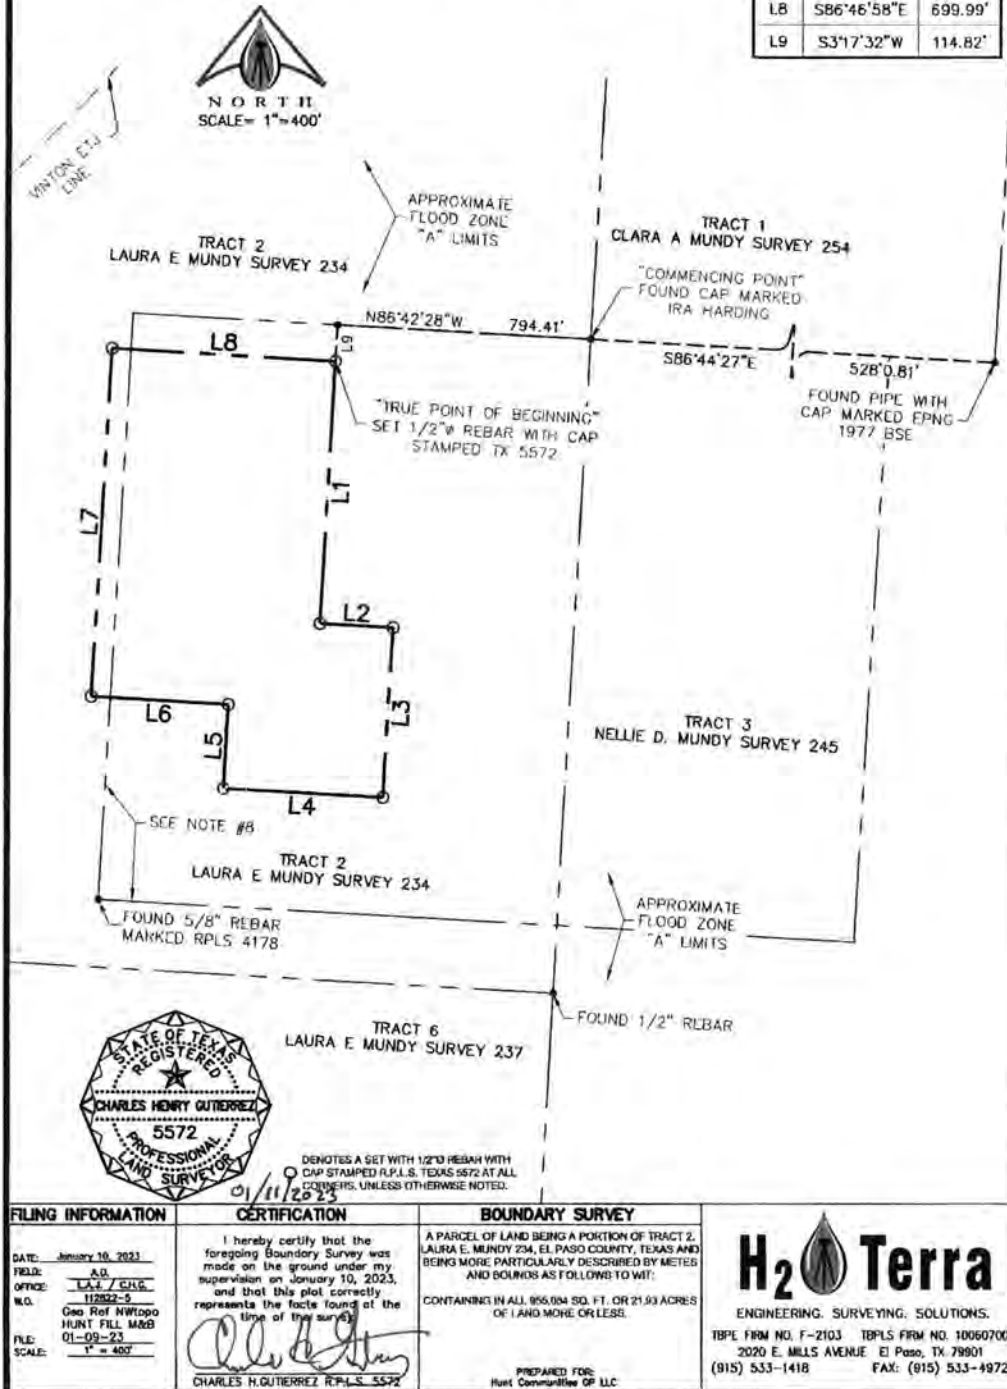 L8 S86°46'58"E 699.99'
L9 S3°17'32"W 114.82'
NORTH
SCALE= 1"=400'
VINTON ETJ
LINE
APPROXIMATE
FLOOD ZONE
"A" LIMITS
TRACT 1
CLARA A MUNDY SURVEY 254
TRACT 2
LAURA E MUNDY SURVEY 234
"COMMENCING POINT"
FOUND CAP MARKED
IRA HARDING
N86°42'28"W 794.41'
L9
L8
S86°44'27"E
528'0.81'
"TRUE POINT OF BEGINNING"
SET 1/2"Ø REBAR WITH CAP
STAMPED TX 5572
FOUND PIPE WITH
CAP MARKED EPNG
1977 BSE
L1
L7
L2
L3
L6
L5
L4
TRACT 3
NELLIE D. MUNDY SURVEY 245
SEE NOTE #8
TRACT 2
LAURA E MUNDY SURVEY 234
FOUND 5/8" REBAR
MARKED RPLS 4178
APPROXIMATE
FLOOD ZONE
"A" LIMITS
FOUND 1/2" REBAR
TRACT 6
LAURA E MUNDY SURVEY 237
STATE OF TEXAS
REGISTERED
CHARLES HENRY GUTIERREZ
5572
PROFESSIONAL
LAND SURVEYOR
01/11/2023
DENOTES A SET WITH 1/2"Ø REBAR WITH
CAP STAMPED R.P.L.S. TEXAS 5572 AT ALL
CORNERS, UNLESS OTHERWISE NOTED.
FILING INFORMATION
DATE: January 10, 2023
FIELD: A.D.
OFFICE: L.A.J. / C.H.G.
W.O. 112822-5
Geo Ref NWtopo
HUNT FILL M&B
FILE: 01-09-23
SCALE: 1" = 400'
CERTIFICATION
I hereby certify that the
foregoing Boundary Survey was
made on the ground under my
supervision on January 10, 2023,
and that this plat correctly
represents the facts found at the
time of the survey
CHARLES H.GUTIERREZ R.P.L.S. 5572
BOUNDARY SURVEY
A PARCEL OF LAND BEING A PORTION OF TRACT 2,
LAURA E. MUNDY 234, EL PASO COUNTY, TEXAS AND
BEING MORE PARTICULARLY DESCRIBED BY METES
AND BOUNDS AS FOLLOWS TO WIT:
CONTAINING IN ALL 955,084 SQ. FT. OR 21.93 ACRES
OF LAND MORE OR LESS.
PREPARED FOR:
Hunt Communities GP LLC
H2 Terra
ENGINEERING. SURVEYING. SOLUTIONS.
TBPE FIRM NO. F-2103 TBPLS FIRM NO. 10060700
2020 E. MILLS AVENUE El Paso, TX. 79901
(915) 533-1418 FAX: (915) 533-4972